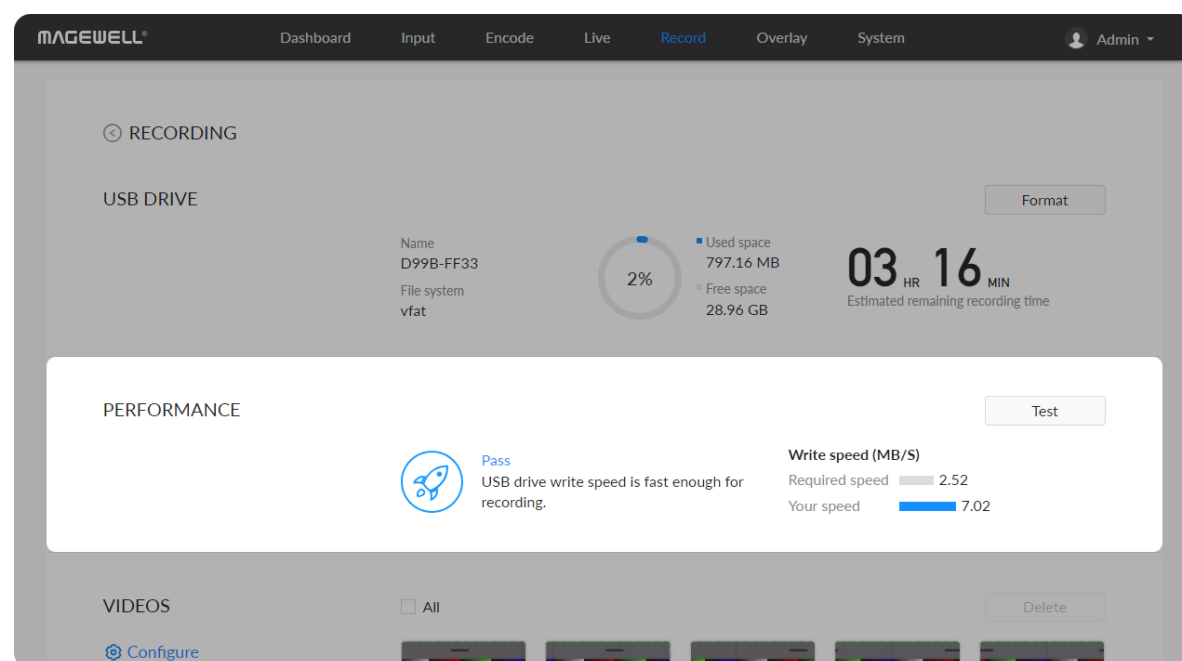 MAGEWELL®
Dashboard Input Encode Live Record Overlay System Admin
RECORDING
USB DRIVE
Format
Name
D99B-FF33
File system
vfat
2%
Used space
797.16 MB
Free space
28.96 GB
03 HR 16 MIN
Estimated remaining recording time
PERFORMANCE
Test
Pass
USB drive write speed is fast enough for
recording.
Write speed (MB/S)
Required speed 2.52
Your speed 7.02
VIDEOS
All
Delete
Configure